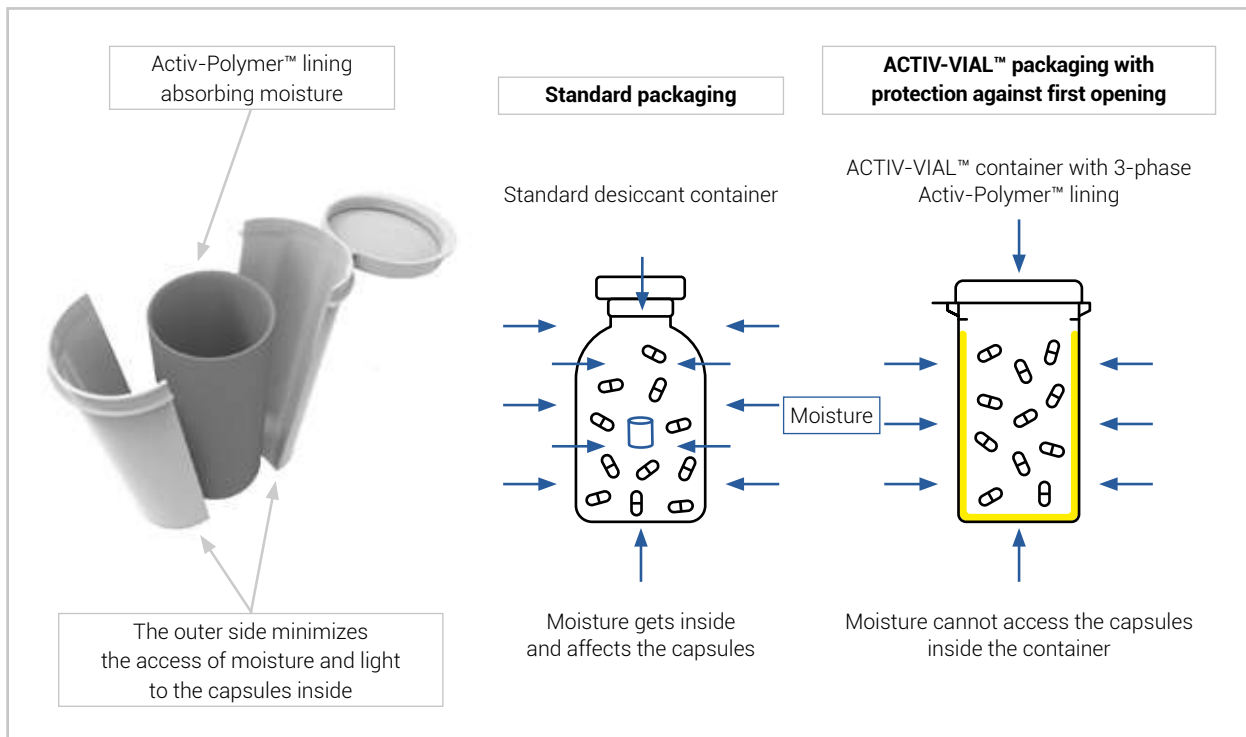 Activ-Polymer™ lining
absorbing moisture
The outer side minimizes
the access of moisture and light
to the capsules inside
Standard packaging
Standard desiccant container
Moisture gets inside
and affects the capsules
Moisture
ACTIV-VIAL™ packaging with
protection against first opening
ACTIV-VIAL™ container with 3-phase
Activ-Polymer™ lining
Moisture cannot access the capsules
inside the container